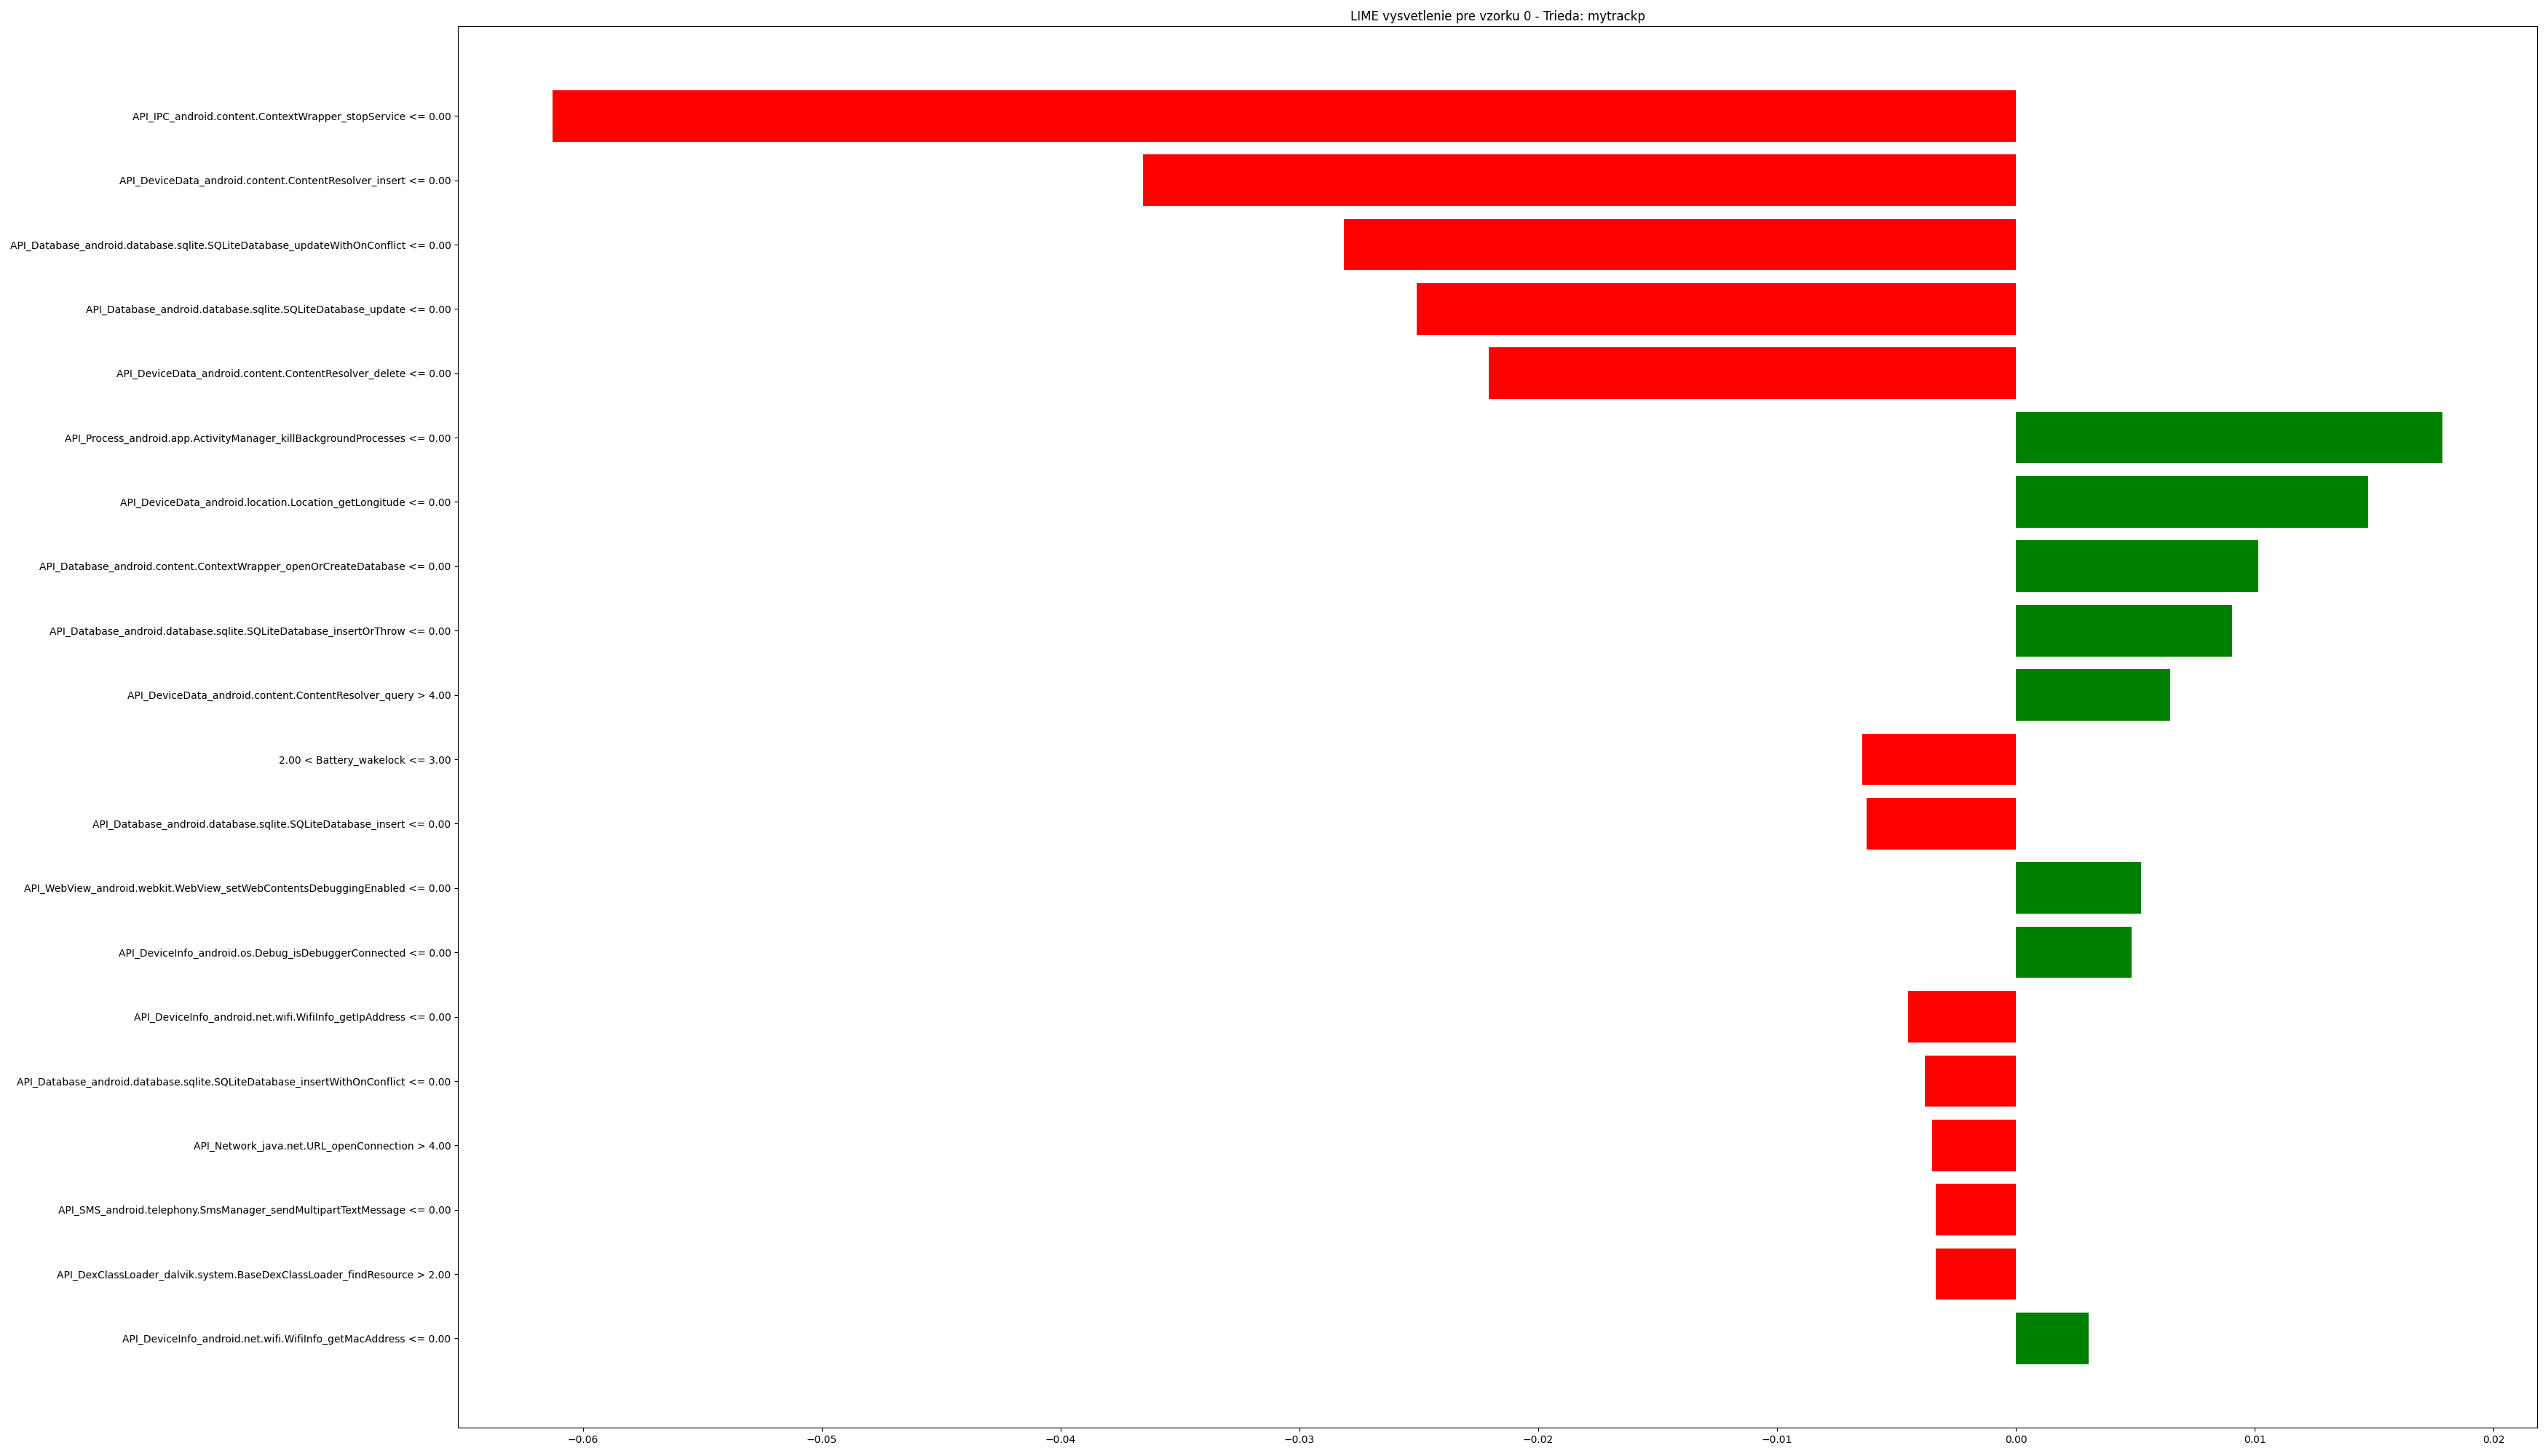 LIME vysvetlenie pre vzorku 0 - Trieda: mytrackp
API_IPC_android.content.ContextWrapper_stopService <= 0.00
API_DeviceData_android.content.ContentResolver_insert <= 0.00
API_Database_android.database.sqlite.SQLiteDatabase_updateWithOnConflict <= 0.00
API_Database_android.database.sqlite.SQLiteDatabase_update <= 0.00
API_DeviceData_android.content.ContentResolver_delete <= 0.00
API_Process_android.app.ActivityManager_killBackgroundProcesses <= 0.00
API_DeviceData_android.location.Location_getLongitude <= 0.00
API_Database_android.content.ContextWrapper_openOrCreateDatabase <= 0.00
API_Database_android.database.sqlite.SQLiteDatabase_insertOrThrow <= 0.00
API_DeviceData_android.content.ContentResolver_query > 4.00
2.00 < Battery_wakelock <= 3.00
API_Database_android.database.sqlite.SQLiteDatabase_insert <= 0.00
API_WebView_android.webkit.WebView_setWebContentsDebuggingEnabled <= 0.00
API_DeviceInfo_android.os.Debug_isDebuggerConnected <= 0.00
API_DeviceInfo_android.net.wifi.WifiInfo_getIpAddress <= 0.00
API_Database_android.database.sqlite.SQLiteDatabase_insertWithOnConflict <= 0.00
API_Network_java.net.URL_openConnection > 4.00
API_SMS_android.telephony.SmsManager_sendMultipartTextMessage <= 0.00
API_DexClassLoader_dalvik.system.BaseDexClassLoader_findResource > 2.00
API_DeviceInfo_android.net.wifi.WifiInfo_getMacAddress <= 0.00
−0.06 −0.05 −0.04 −0.03 −0.02 −0.01 0.00 0.01 0.02